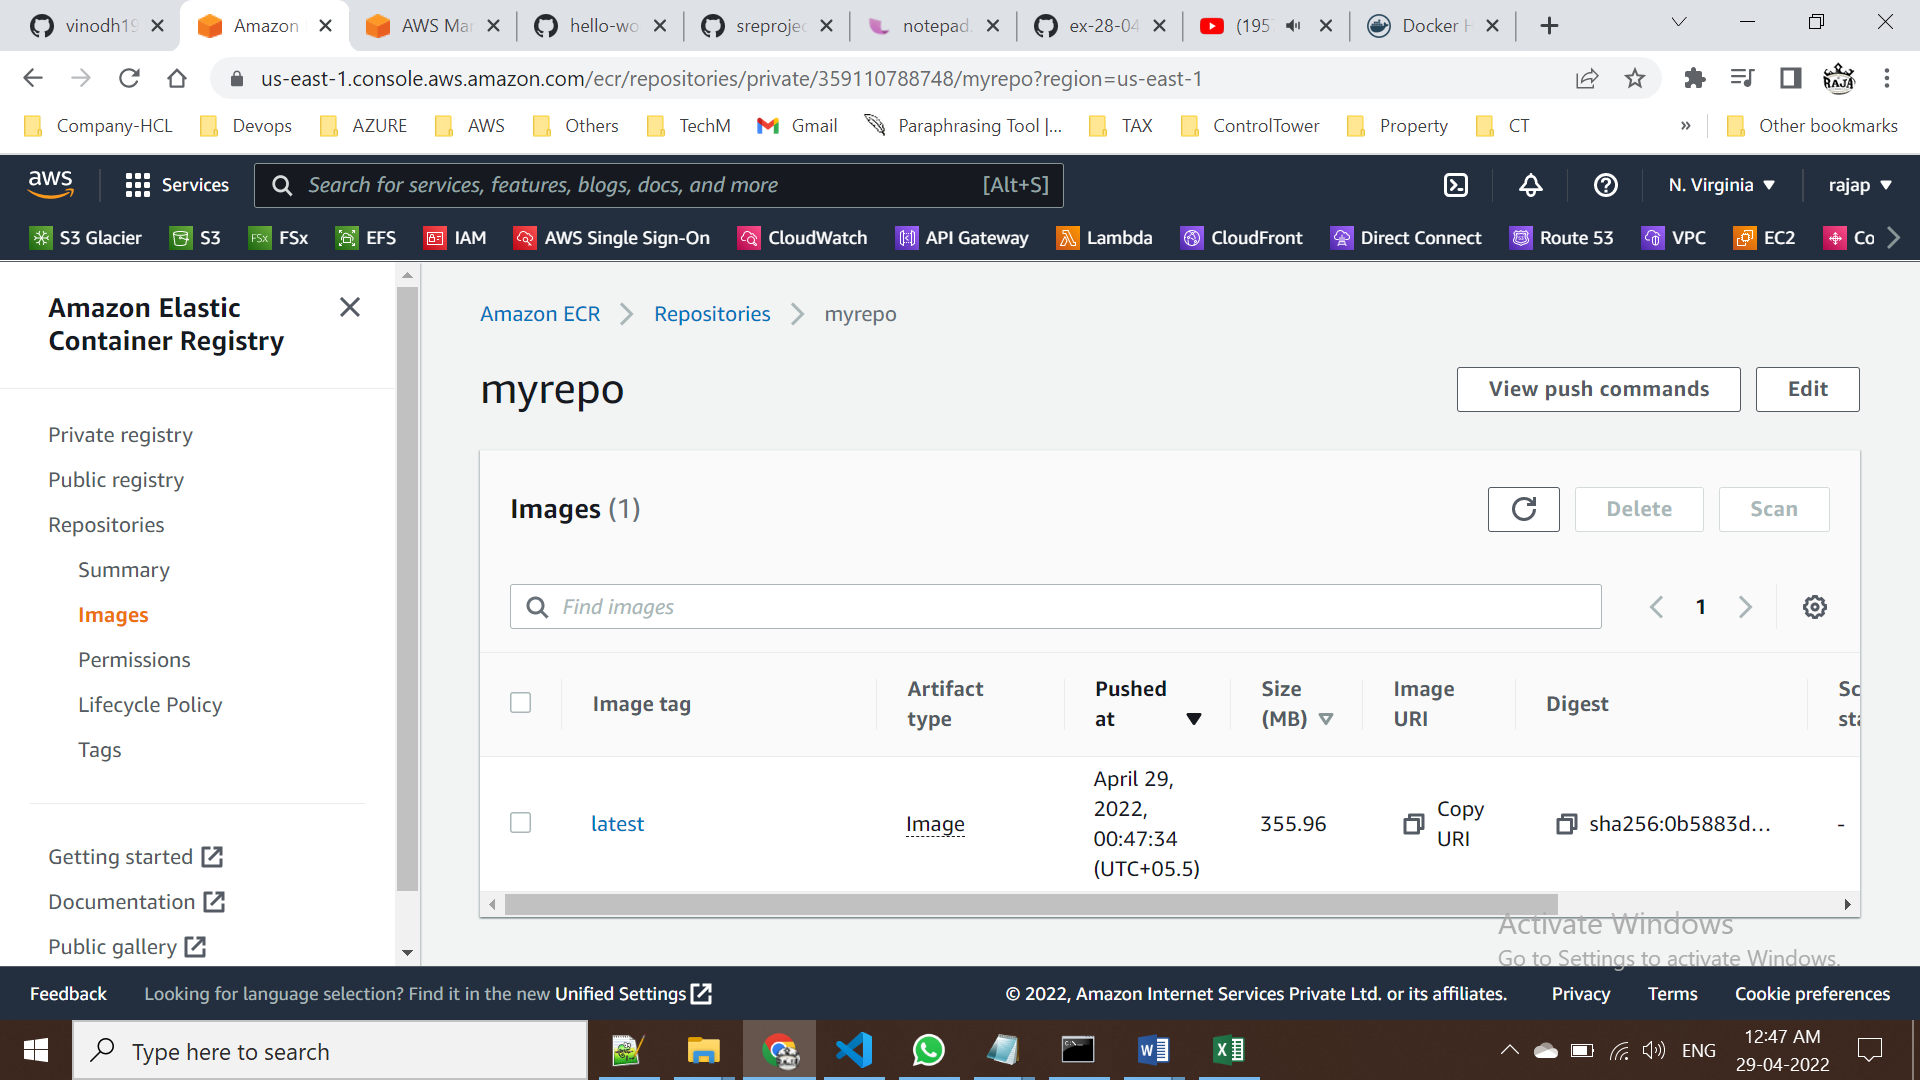 vinodh19
Amazon
AWS Mar
hello-wo
sreprojec
notepad.
ex-28-04
(195
Docker H
us-east-1.console.aws.amazon.com/ecr/repositories/private/359110788748/myrepo?region=us-east-1
RAJA
Company-HCL
Devops
AZURE
AWS
Others
TechM
Gmail
Paraphrasing Tool |...
TAX
ControlTower
Property
CT
»
Other bookmarks
aws
Services
Search for services, features, blogs, docs, and more
[Alt+S]
N. Virginia
rajap
S3 Glacier
S3
FSx
FSx
EFS
IAM
AWS Single Sign-On
CloudWatch
API Gateway
Lambda
CloudFront
Direct Connect
Route 53
VPC
EC2
Co
Amazon Elastic
Container Registry
Private registry
Public registry
Repositories
Summary
Images
Permissions
Lifecycle Policy
Tags
Getting started
Documentation
Public gallery
Amazon ECR
Repositories
myrepo
myrepo
View push commands
Edit
Images (1)
Delete
Scan
Find images
1
Image tag
Artifact
type
Pushed
at
Size
(MB)
Image
URI
Digest
Sc
sta
latest
Image
April 29,
2022,
00:47:34
(UTC+05.5)
355.96
Copy
URI
sha256:0b5883d...
-
Activate Windows
Go to Settings to activate Windows.
Feedback
Looking for language selection? Find it in the new Unified Settings
© 2022, Amazon Internet Services Private Ltd. or its affiliates.
Privacy
Terms
Cookie preferences
Type here to search
ENG
12:47 AM
29-04-2022